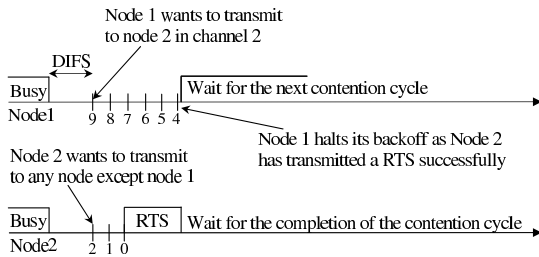 Node 1 wants to transmit
to node 2 in channel 2
DIFS
Busy
Wait for the next contention cycle
Node1
9 8 7 6 5 4
Node 1 halts its backoff as Node 2
has transmitted a RTS successfully
Node 2 wants to transmit
to any node except node 1
Busy
RTS
Wait for the completion of the contention cycle
Node2
2 1 0